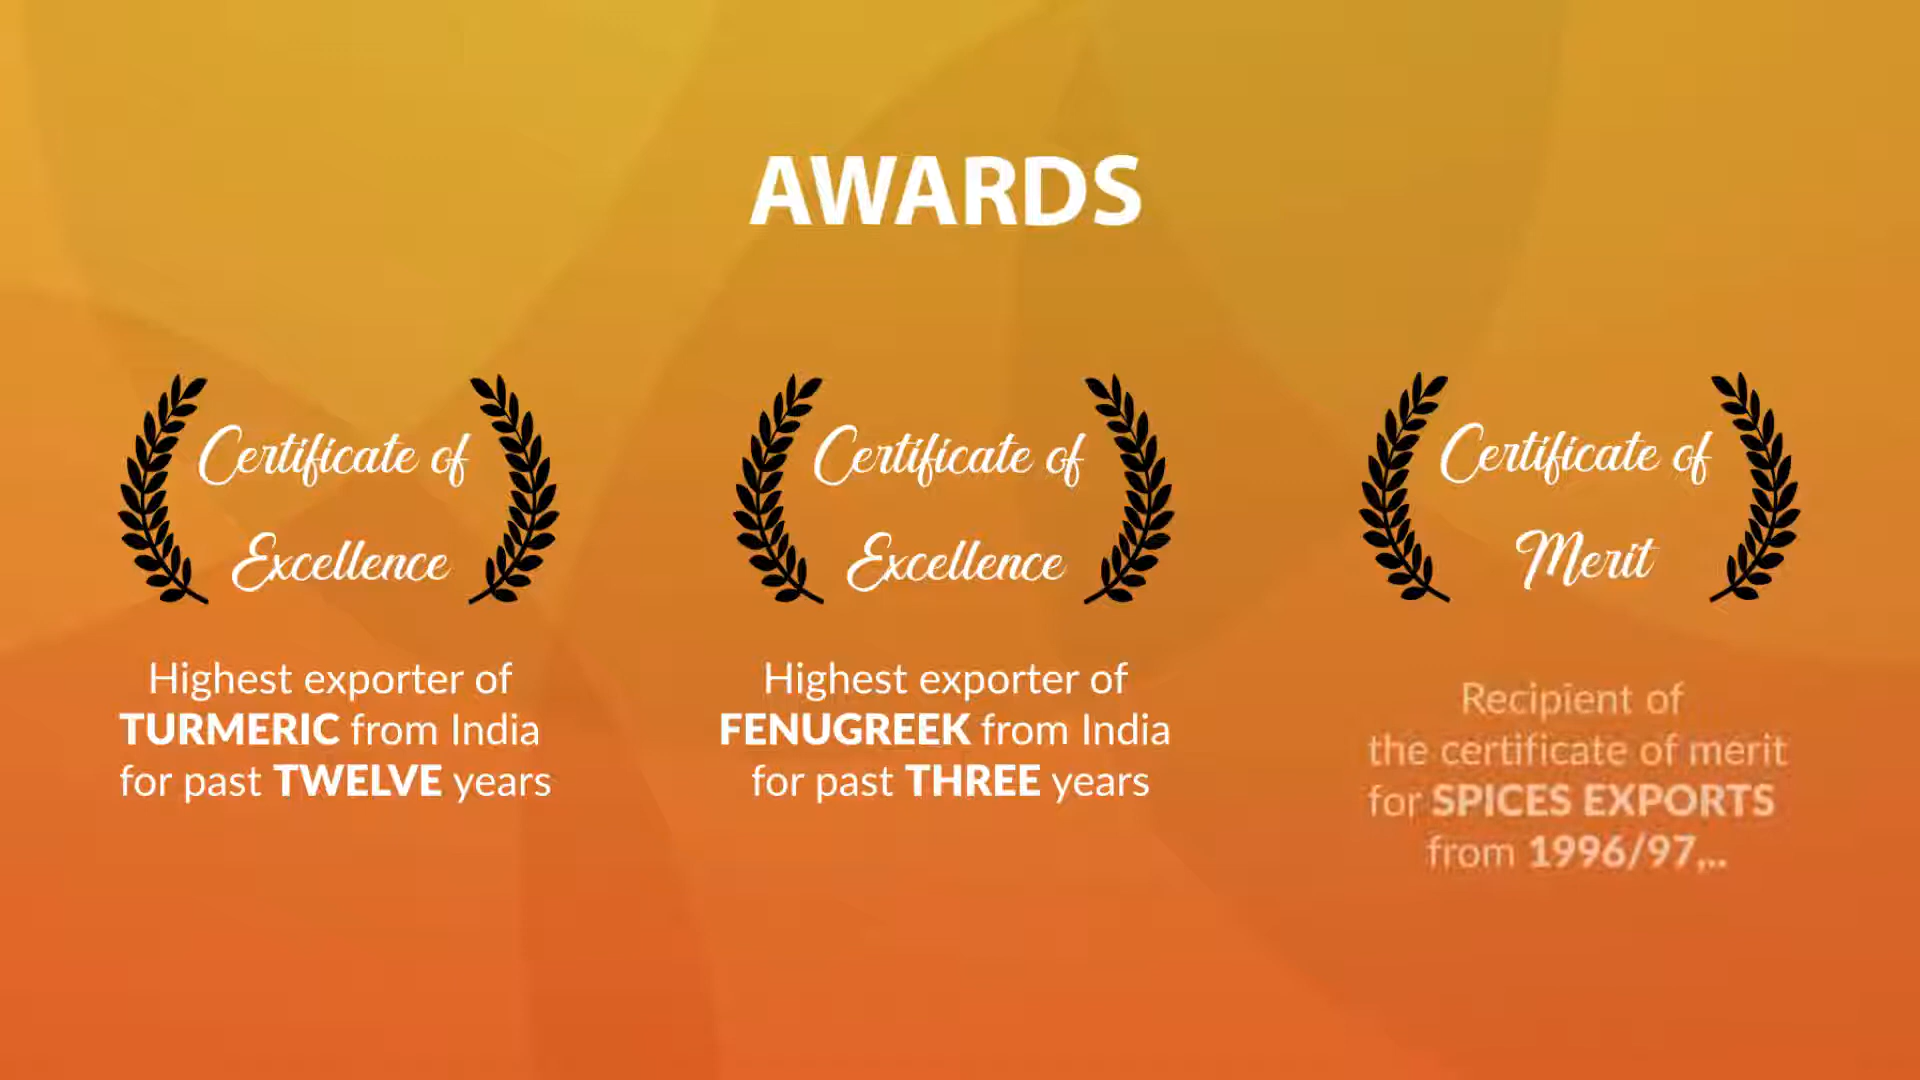 AWARDS
Certificate of
Excellence
Highest exporter of
TURMERIC from India
for past TWELVE years
Certificate of
Excellence
Highest exporter of
FENUGREEK from India
for past THREE years
Certificate of
Merit
Recipient of
the certificate of merit
for SPICES EXPORTS
from 1996/97,..